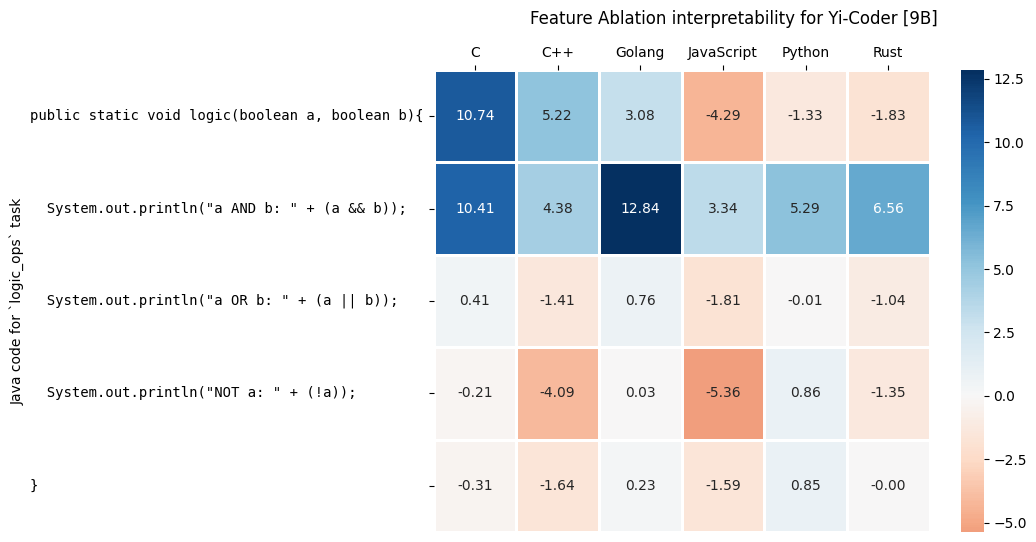 Feature Ablation interpretability for Yi-Coder [9B]
C C++ Golang JavaScript Python Rust
public static void logic(boolean a, boolean b){ 10.74 5.22 3.08 -4.29 -1.33 -1.83
System.out.println("a AND b: " + (a && b)); 10.41 4.38 12.84 3.34 5.29 6.56
System.out.println("a OR b: " + (a || b)); 0.41 -1.41 0.76 -1.81 -0.01 -1.04
System.out.println("NOT a: " + (!a)); -0.21 -4.09 0.03 -5.36 0.86 -1.35
} -0.31 -1.64 0.23 -1.59 0.85 -0.00
Java code for `logic_ops` task
12.5
10.0
7.5
5.0
2.5
0.0
−2.5
−5.0